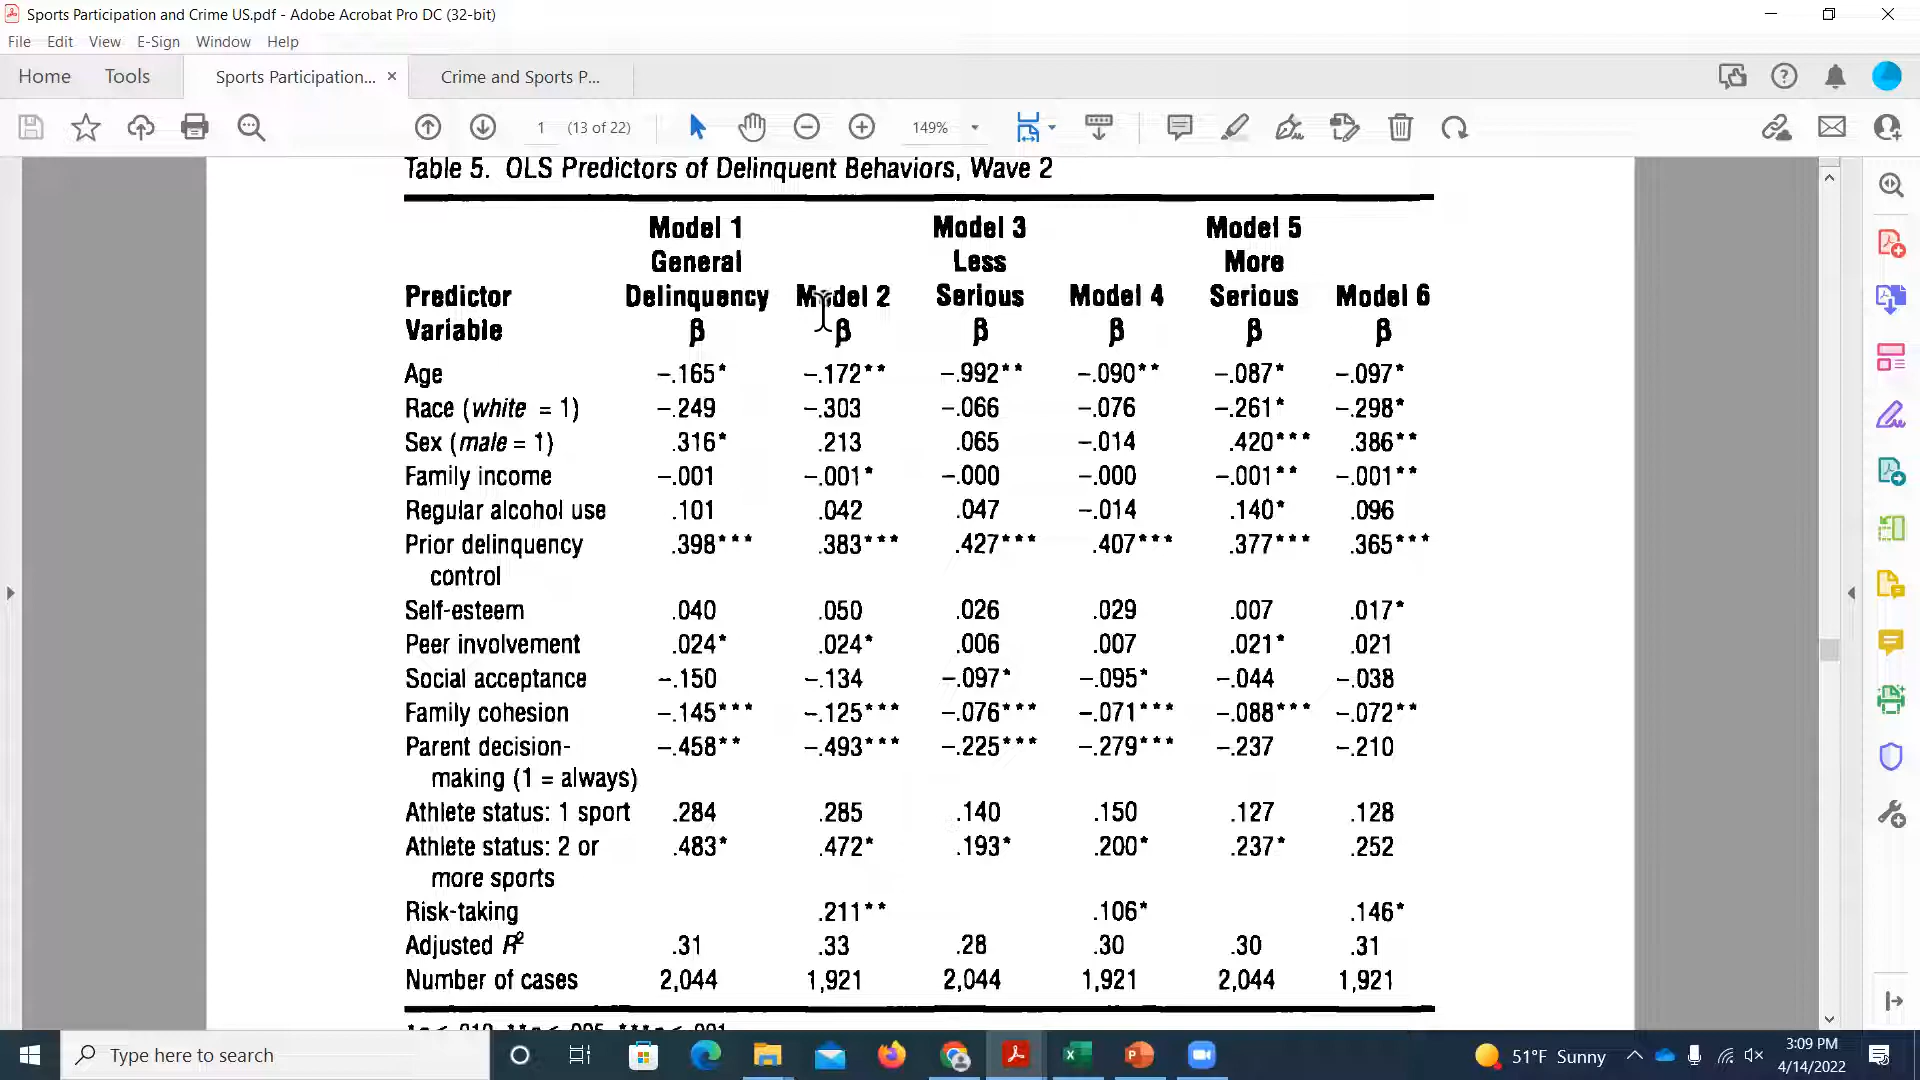 Sports Participation and Crime US.pdf - Adobe Acrobat Pro DC (32-bit)
File Edit View E-Sign Window Help
Home Tools Sports Participation... × Crime and Sports P...
1 (13 of 22) 149%
Table 5. OLS Predictors of Delinquent Behaviors, Wave 2
Model 1 Model 3 Model 5
General Less More
Predictor Delinquency Model 2 Serious Model 4 Serious Model 6
Variable β β β β β β
Age –.165* –.172** –.992** –.090** –.087* –.097*
Race (white = 1) –.249 –.303 –.066 –.076 –.261* –.298*
Sex (male = 1) .316* .213 .065 –.014 .420*** .386**
Family income –.001 –.001* –.000 –.000 –.001** –.001**
Regular alcohol use .101 .042 .047 –.014 .140* .096
Prior delinquency .398*** .383*** .427*** .407*** .377*** .365***
control
Self-esteem .040 .050 .026 .029 .007 .017*
Peer involvement .024* .024* .006 .007 .021* .021
Social acceptance –.150 –.134 –.097* –.095* –.044 –.038
Family cohesion –.145*** –.125*** –.076*** –.071*** –.088*** –.072**
Parent decision- –.458** –.493*** –.225*** –.279*** –.237 –.210
making (1 = always)
Athlete status: 1 sport .284 .285 .140 .150 .127 .128
Athlete status: 2 or .483* .472* .193* .200* .237* .252
more sports
Risk-taking .211** .106* .146*
Adjusted R² .31 .33 .28 .30 .30 .31
Number of cases 2,044 1,921 2,044 1,921 2,044 1,921
Type here to search
51°F Sunny
3:09 PM
4/14/2022